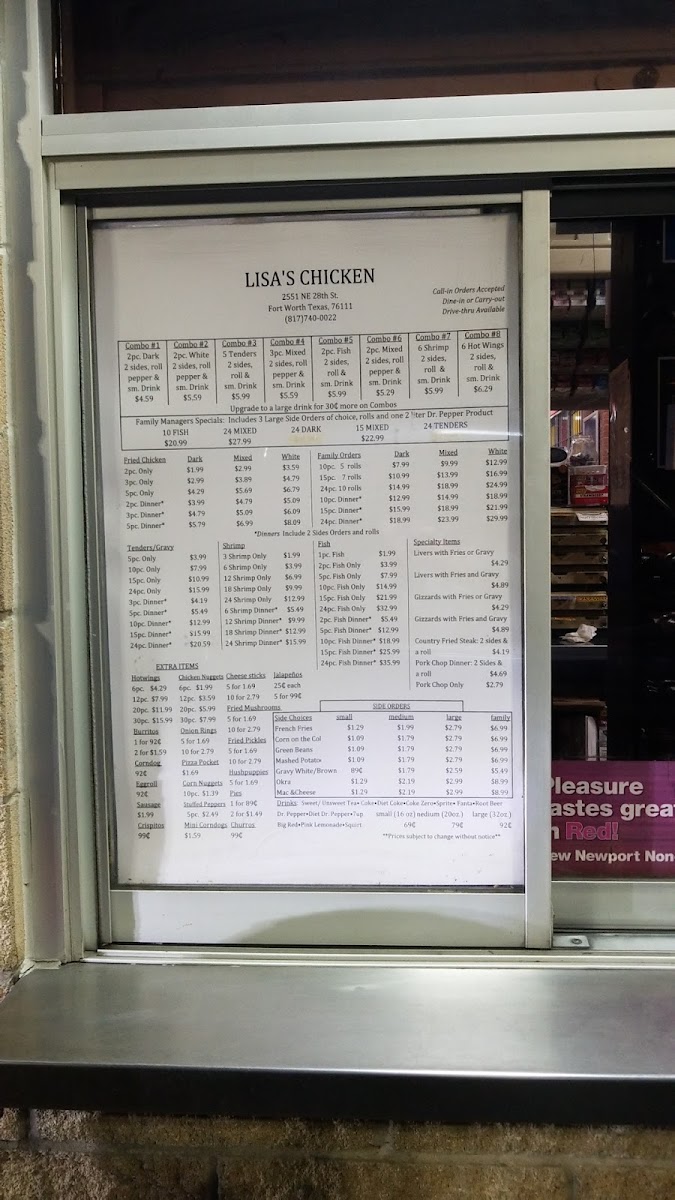 LISA'S CHICKEN
2551 NE 28th St.
Fort Worth Texas, 76111
(817)740-0022
Call-in Orders Accepted
Dine-in or Carry-out
Drive-thru Available
Combo #1 Combo #2 Combo #3 Combo #4 Combo #5 Combo #6 Combo #7 Combo #8
2pc. Dark 2pc. White 5 Tenders 3pc. Mixed 2pc. Fish 2pc. Mixed 6 Shrimp 6 Hot Wings
2 sides, roll 2 sides, roll 2 sides, 2 sides, roll 2 sides, 2 sides, roll 2 sides, 2 sides,
pepper & pepper & roll & pepper & roll & pepper & roll & roll &
sm. Drink sm. Drink sm. Drink sm. Drink sm. Drink sm. Drink sm. Drink sm. Drink
$4.59 $5.59 $5.99 $5.59 $5.99 $5.29 $5.99 $6.29
Upgrade to a large drink for 30¢ more on Combos
Family Managers Specials: Includes 3 Large Side Orders of choice, rolls and one 2 liter Dr. Pepper Product
10 FISH 24 MIXED 24 DARK 15 MIXED 24 TENDERS
$20.99 $27.99 $22.99
Fried Chicken Dark Mixed White
2pc. Only $1.99 $2.99 $3.59
3pc. Only $2.99 $3.89 $4.79
5pc. Only $4.29 $5.69 $6.79
2pc. Dinner* $3.99 $4.79 $5.09
3pc. Dinner* $4.79 $5.09 $6.09
5pc. Dinner* $5.79 $6.99 $8.09
Family Orders Dark Mixed White
10pc. 5 rolls $7.99 $9.99 $12.99
15pc. 7 rolls $10.99 $13.99 $16.99
24pc. 10 rolls $14.99 $18.99 $24.99
10pc. Dinner* $12.99 $14.99 $18.99
15pc. Dinner* $15.99 $18.99 $21.99
24pc. Dinner* $18.99 $23.99 $29.99
*Dinners Include 2 Sides Orders and rolls
Tenders/Gravy
5pc. Only $3.99
10pc. Only $7.99
15pc. Only $10.99
24pc. Only $15.99
3pc. Dinner* $4.19
5pc. Dinner* $5.49
10pc. Dinner* $12.99
15pc. Dinner* $15.99
24pc. Dinner* $20.59
Shrimp
3 Shrimp Only $1.99
6 Shrimp Only $3.99
12 Shrimp Only $6.99
18 Shrimp Only $9.99
24 Shrimp Only $12.99
6 Shrimp Dinner* $5.49
12 Shrimp Dinner* $9.99
18 Shrimp Dinner* $12.99
24 Shrimp Dinner* $15.99
Fish
1pc. Fish $1.99
2pc. Fish Only $3.99
5pc. Fish Only $7.99
10pc. Fish Only $14.99
15pc. Fish Only $21.99
24pc. Fish Only $32.99
2pc. Fish Dinner* $5.49
5pc. Fish Dinner* $12.99
10pc. Fish Dinner* $18.99
15pc. Fish Dinner* $25.99
24pc. Fish Dinner* $35.99
Specialty Items
Livers with Fries or Gravy
$4.29
Livers with Fries and Gravy
$4.89
Gizzards with Fries or Gravy
$4.29
Gizzards with Fries and Gravy
$4.89
Country Fried Steak: 2 sides &
a roll $4.19
Pork Chop Dinner: 2 Sides &
a roll $4.69
Pork Chop Only $2.79
EXTRA ITEMS
Hotwings
6pc. $4.29
12pc. $7.99
20pc. $11.99
30pc. $15.99
Burritos
1 for 92¢
2 for $1.59
Corndog
92¢
Eggroll
92¢
Sausage
$1.99
Crispitos
99¢
Chicken Nuggets
6pc. $1.99
12pc. $3.59
20pc. $5.99
30pc. $7.99
Onion Rings
5 for 1.69
10 for 2.79
Pizza Pocket
$1.69
Corn Nuggets
10pc. $1.39
Stuffed Peppers
5pc. $2.49
Mini Corndogs
$1.59
Cheese sticks
5 for 1.69
10 for 2.79
Fried Mushrooms
5 for 1.69
10 for 2.79
Fried Pickles
5 for 1.69
10 for 2.79
Hushpuppies
5 for 1.69
Pies
1 for 89¢
2 for $1.49
Churros
99¢
Jalapeños
25¢ each
5 for 99¢
SIDE ORDERS
Side Choices small medium large family
French Fries $1.29 $1.99 $2.79 $6.99
Corn on the Col $1.09 $1.79 $2.79 $6.99
Green Beans $1.09 $1.79 $2.79 $6.99
Mashed Potato $1.09 $1.79 $2.79 $6.99
Gravy White/Brown 89¢ $1.79 $2.59 $5.49
Okra $1.29 $2.19 $2.99 $8.99
Mac &Cheese $1.29 $2.19 $2.99 $8.99
Drinks: Sweet/ Unsweet Tea•Coke•Diet Coke•Coke Zero•Sprite•Fanta•Root Beer
Dr. Pepper•Diet Dr. Pepper•7up small (16 oz) medium (20oz.) large (32oz.)
Big Red•Pink Lemonade•Squirt 69¢ 79¢ 92¢
**Prices subject to change without notice**
Pleasure
tastes grea
n Red!
ew Newport Non